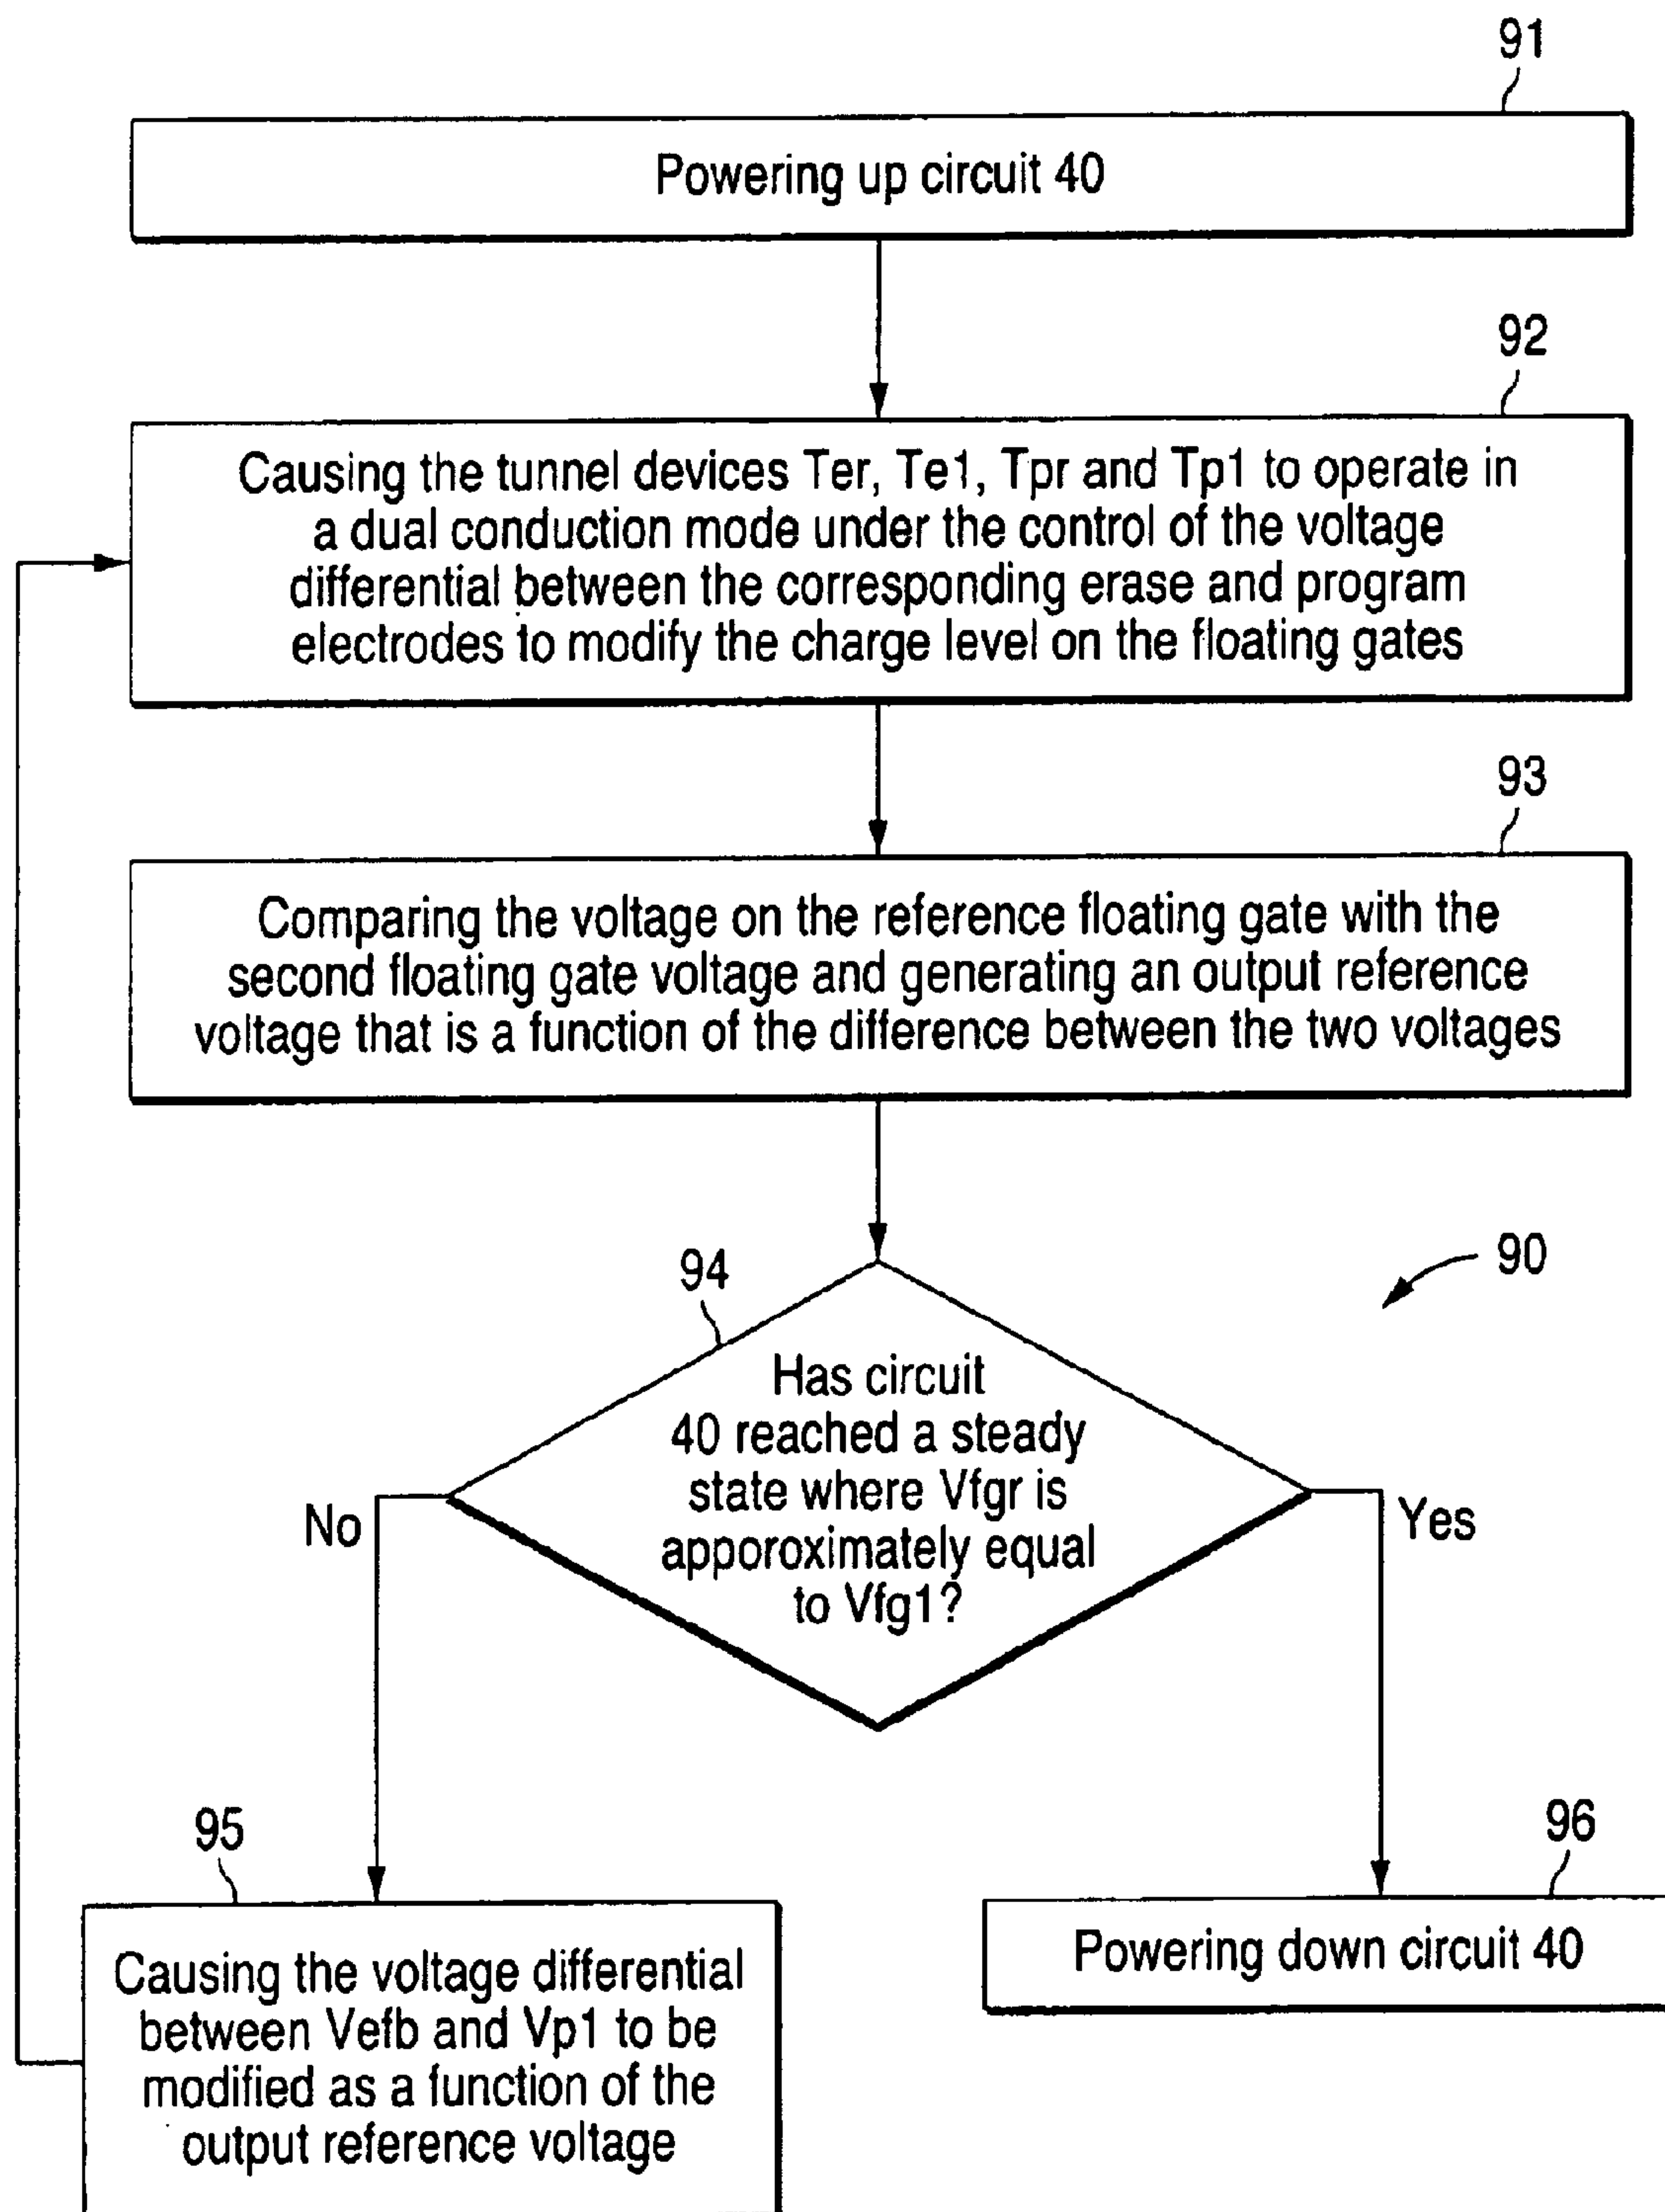 91
Powering up circuit 40
92
Causing the tunnel devices Ter, Te1, Tpr and Tp1 to operate in
a dual conduction mode under the control of the voltage
differential between the corresponding erase and program
electrodes to modify the charge level on the floating gates
93
Comparing the voltage on the reference floating gate with the
second floating gate voltage and generating an output reference
voltage that is a function of the difference between the two voltages
90
94
Has circuit
40 reached a steady
state where Vfgr is
apporoximately equal
to Vfg1?
No
Yes
95
Causing the voltage differential
between Vefb and Vp1 to be
modified as a function of the
output reference voltage
96
Powering down circuit 40